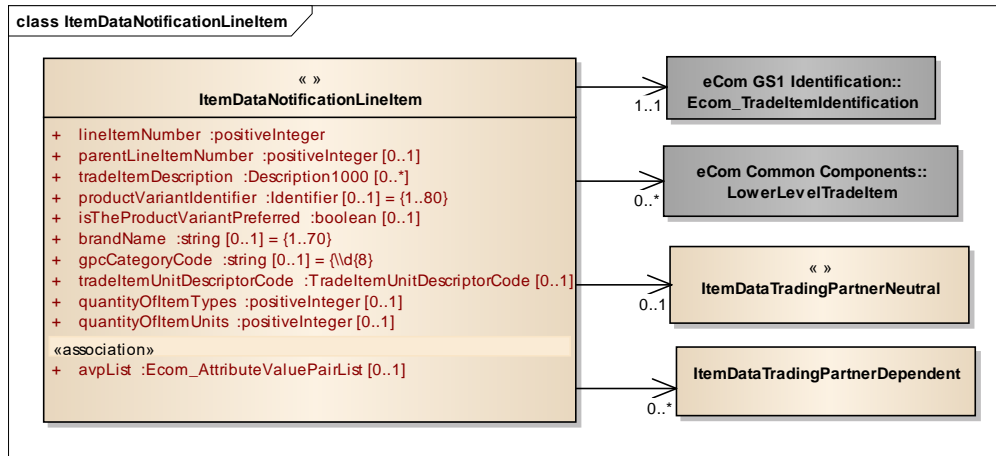 class ItemDataNotificationLineItem
« »
ItemDataNotificationLineItem
+ lineItemNumber :positiveInteger
+ parentLineItemNumber :positiveInteger [0..1]
+ tradeItemDescription :Description1000 [0..*]
+ productVariantIdentifier :Identifier [0..1] = {1..80}
+ isTheProductVariantPreferred :boolean [0..1]
+ brandName :string [0..1] = {1..70}
+ gpcCategoryCode :string [0..1] = {\\d{8}
+ tradeItemUnitDescriptorCode :TradeItemUnitDescriptorCode [0..1]
+ quantityOfItemTypes :positiveInteger [0..1]
+ quantityOfItemUnits :positiveInteger [0..1]
«association»
+ avpList :Ecom_AttributeValuePairList [0..1]
1..1
eCom GS1 Identification::
Ecom_TradeItemIdentification
0..*
eCom Common Components::
LowerLevelTradeItem
0..1
« »
ItemDataTradingPartnerNeutral
0..*
ItemDataTradingPartnerDependent